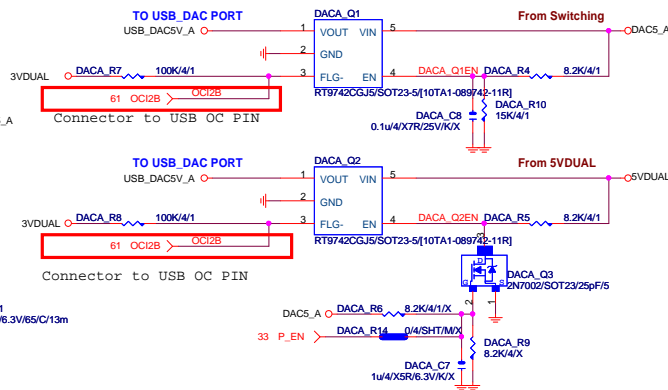 TO USB_DAC PORT
USB_DAC5V_A
DACA_Q1
From Switching
1
VOUT
VIN
5
DAC5_A
2
GND
3VDUAL
DACA_R7
100K/4/1
3
FLG-
EN
4
DACA_Q1EN
DACA_R4
8.2K/4/1
61
OCI2B
OCI2B
RT9742CGJ5/SOT23-5/[10TA1-089742-11R]
Connector to USB OC PIN
_A
DACA_C8
0.1u/4/X7R/25V/K/X
DACA_R10
15K/4/1
TO USB_DAC PORT
USB_DAC5V_A
DACA_Q2
From 5VDUAL
1
VOUT
VIN
5
5VDUAL
2
GND
3VDUAL
DACA_R8
100K/4/1
3
FLG-
EN
4
DACA_Q2EN
DACA_R5
8.2K/4/1
61
OCI2B
OCI2B
RT9742CGJ5/SOT23-5/[10TA1-089742-11R]
Connector to USB OC PIN
3
D
G
S
DACA_Q3
2N7002/SOT23/25pF/5
2
1
/6.3V/65/C/13m
DAC5_A
DACA_R6
8.2K/4/1/X
33
P_EN
DACA_R14
0/4/SHT/M/X
DACA_R9
8.2K/4/X
DACA_C7
1u/4/X5R/6.3V/K/X